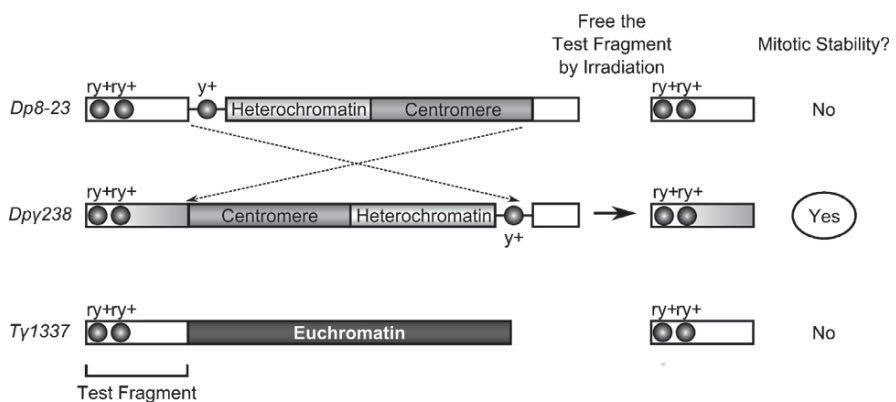 Free the
Test Fragment
by Irradiation
Mitotic Stability?
ry+ry+
y+
ry+ry+
Dp8-23
Heterochromatin
Centromere
No
ry+ry+
ry+ry+
Dpγ238
Centromere
Heterochromatin
Yes
y+
ry+ry+
ry+ry+
Tγ1337
Euchromatin
No
Test Fragment